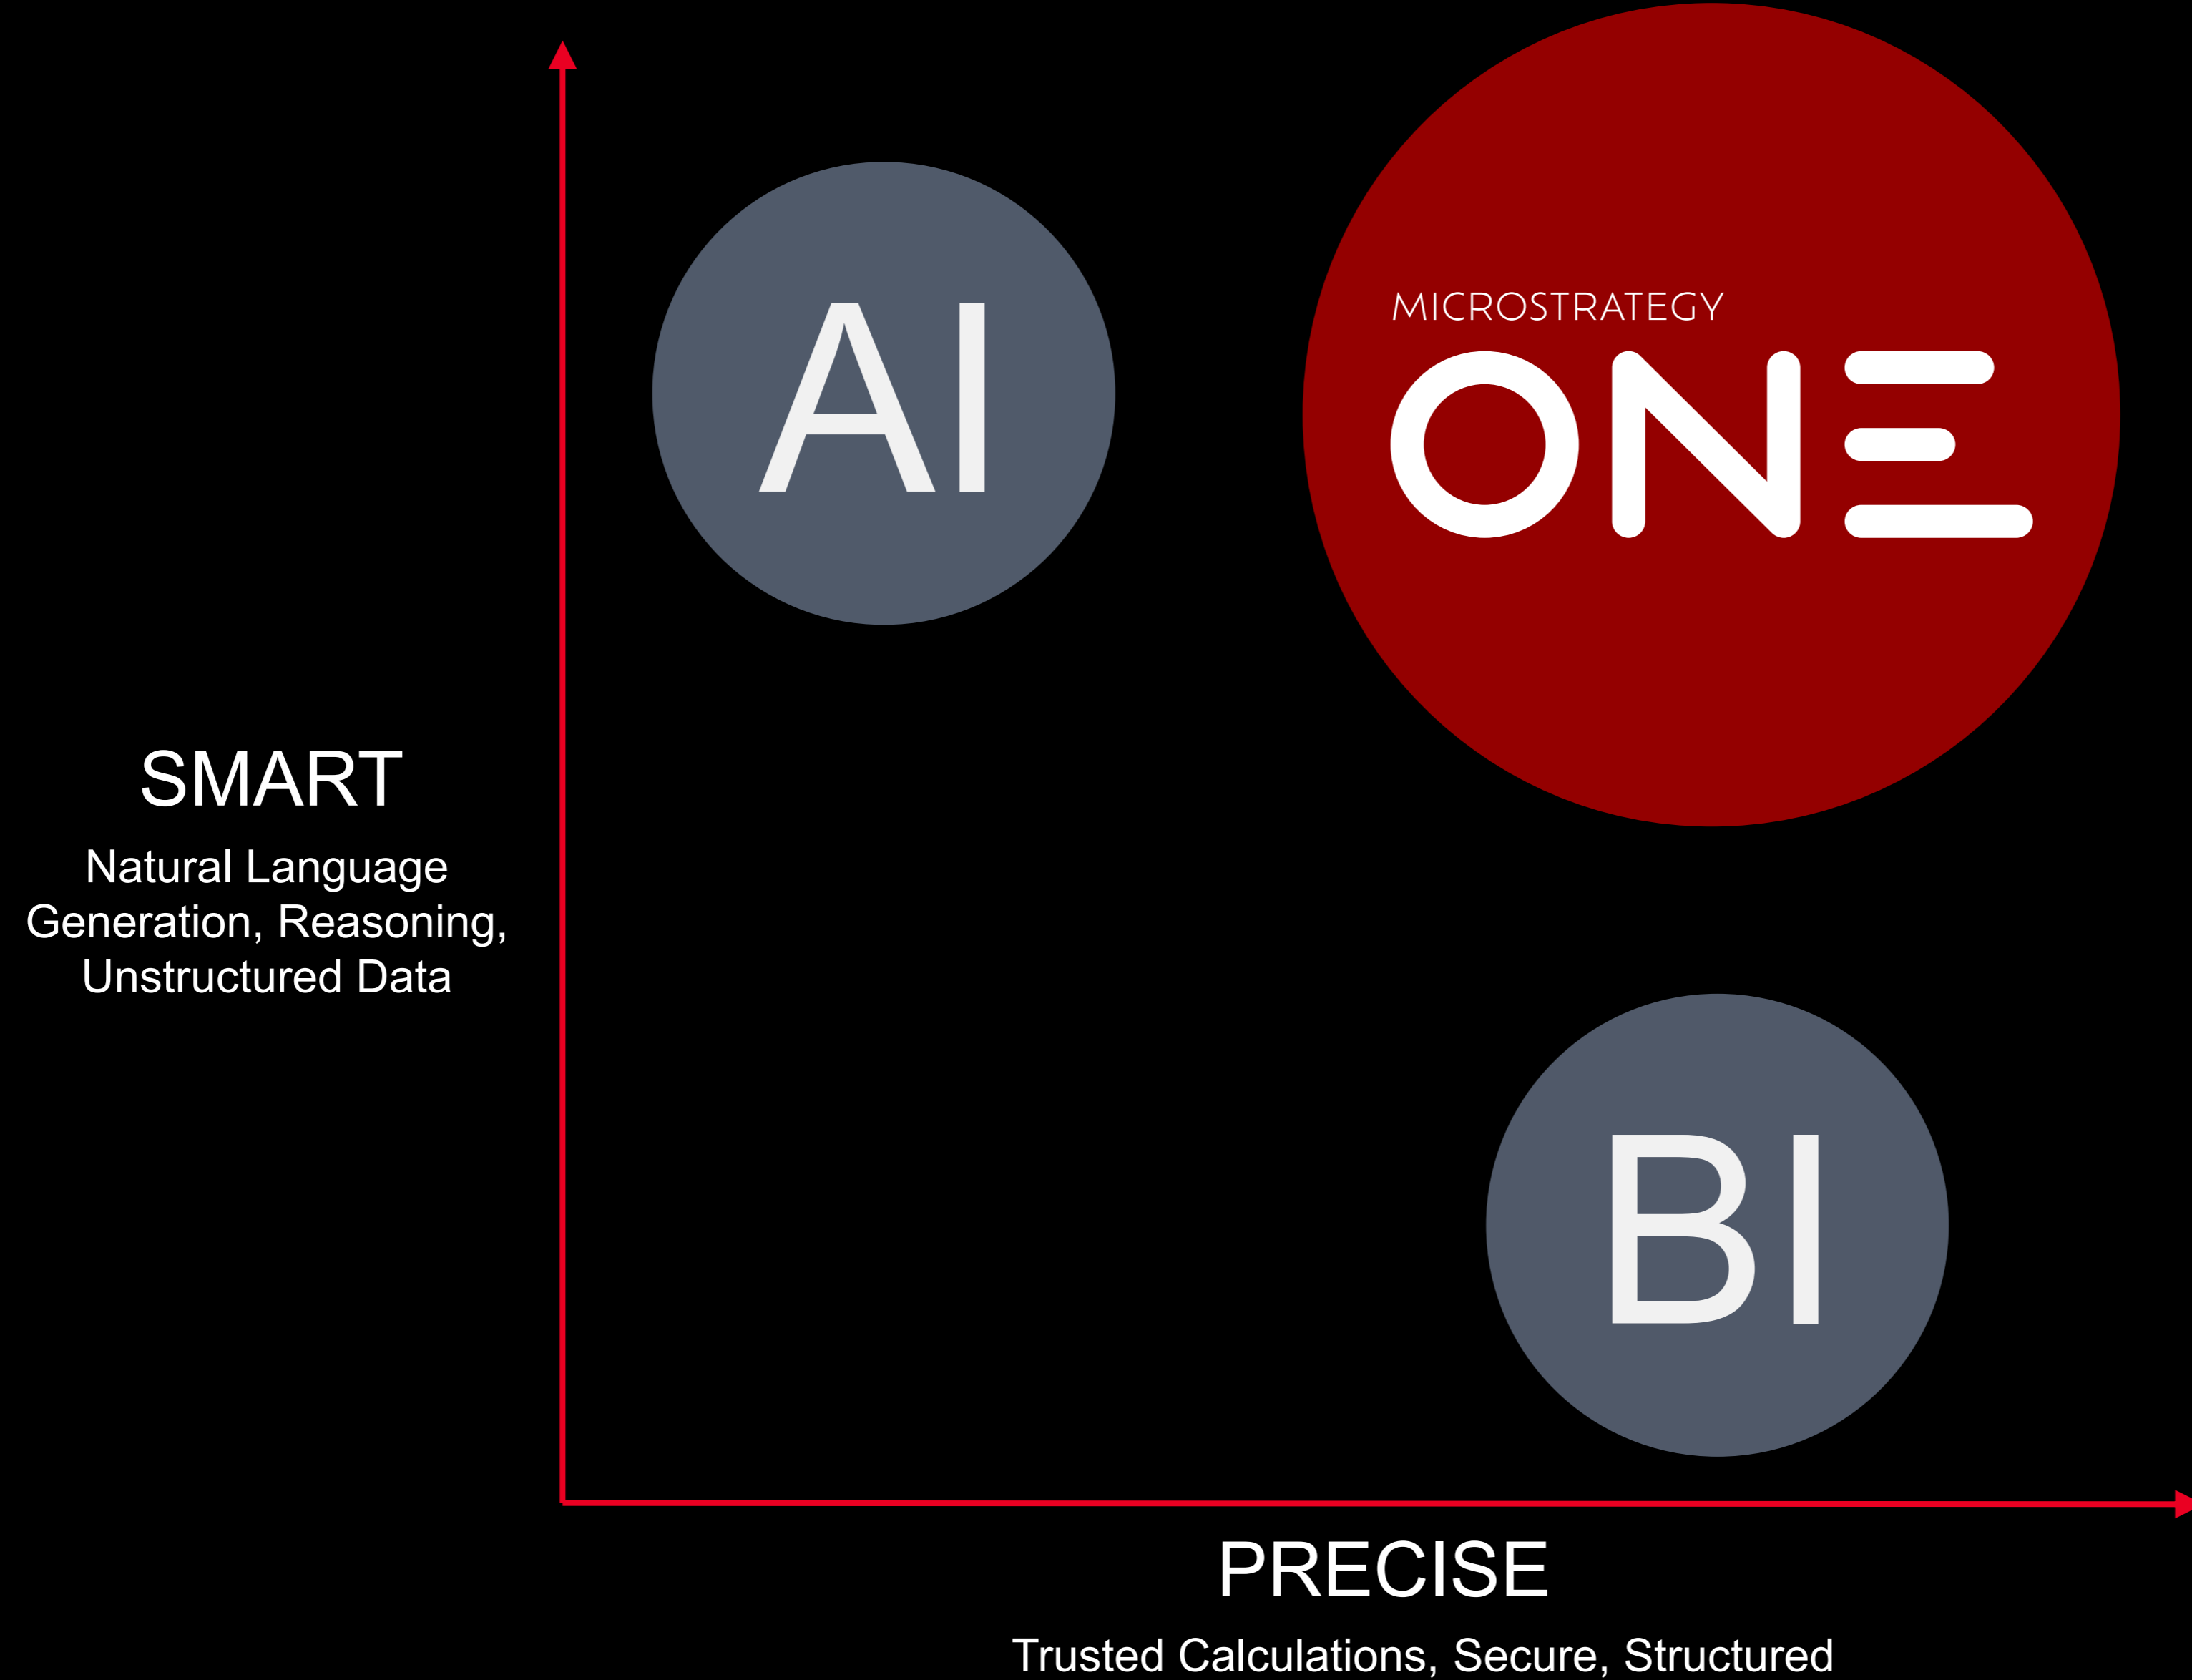 AI
MICROSTRATEGY
ONE
SMART
Natural Language
Generation, Reasoning,
Unstructured Data
BI
PRECISE
Trusted Calculations, Secure, Structured